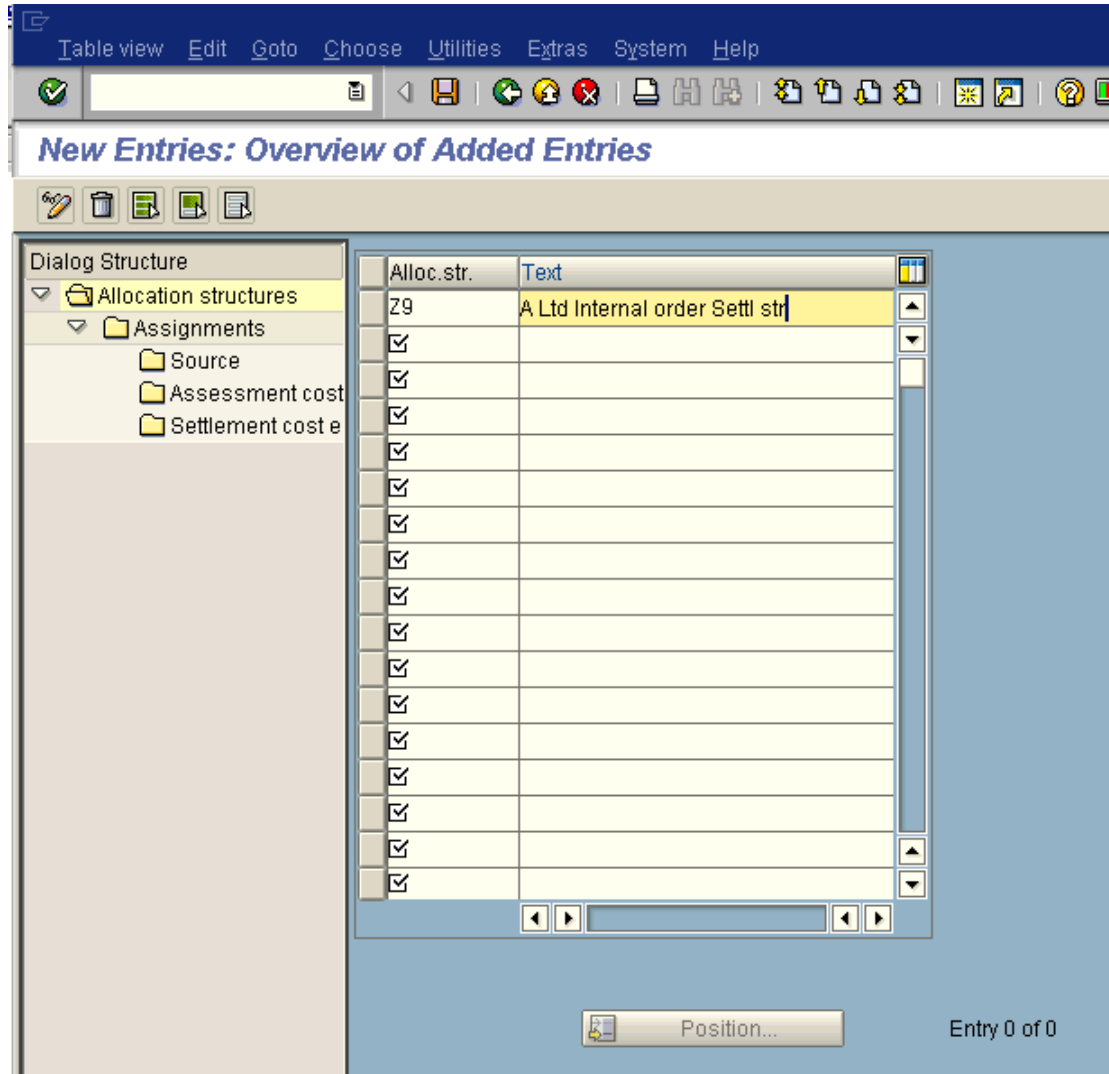 Table view Edit Goto Choose Utilities Extras System Help
New Entries: Overview of Added Entries
Dialog Structure
Allocation structures
Assignments
Source
Assessment cost
Settlement cost e
Alloc.str. Text
Z9 A Ltd Internal order Settl str
Position...
Entry 0 of 0